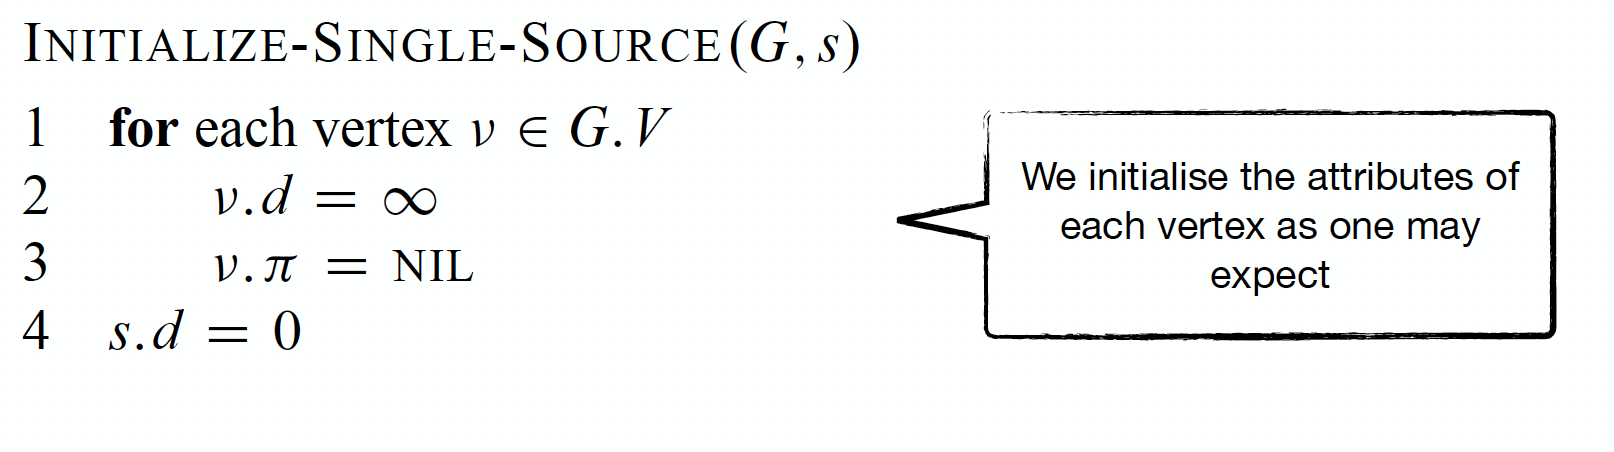 INITIALIZE-SINGLE-SOURCE(G, s)
1 for each vertex v ∈ G.V
2 v.d = ∞
3 v.π = NIL
4 s.d = 0
We initialise the attributes of
each vertex as one may
expect